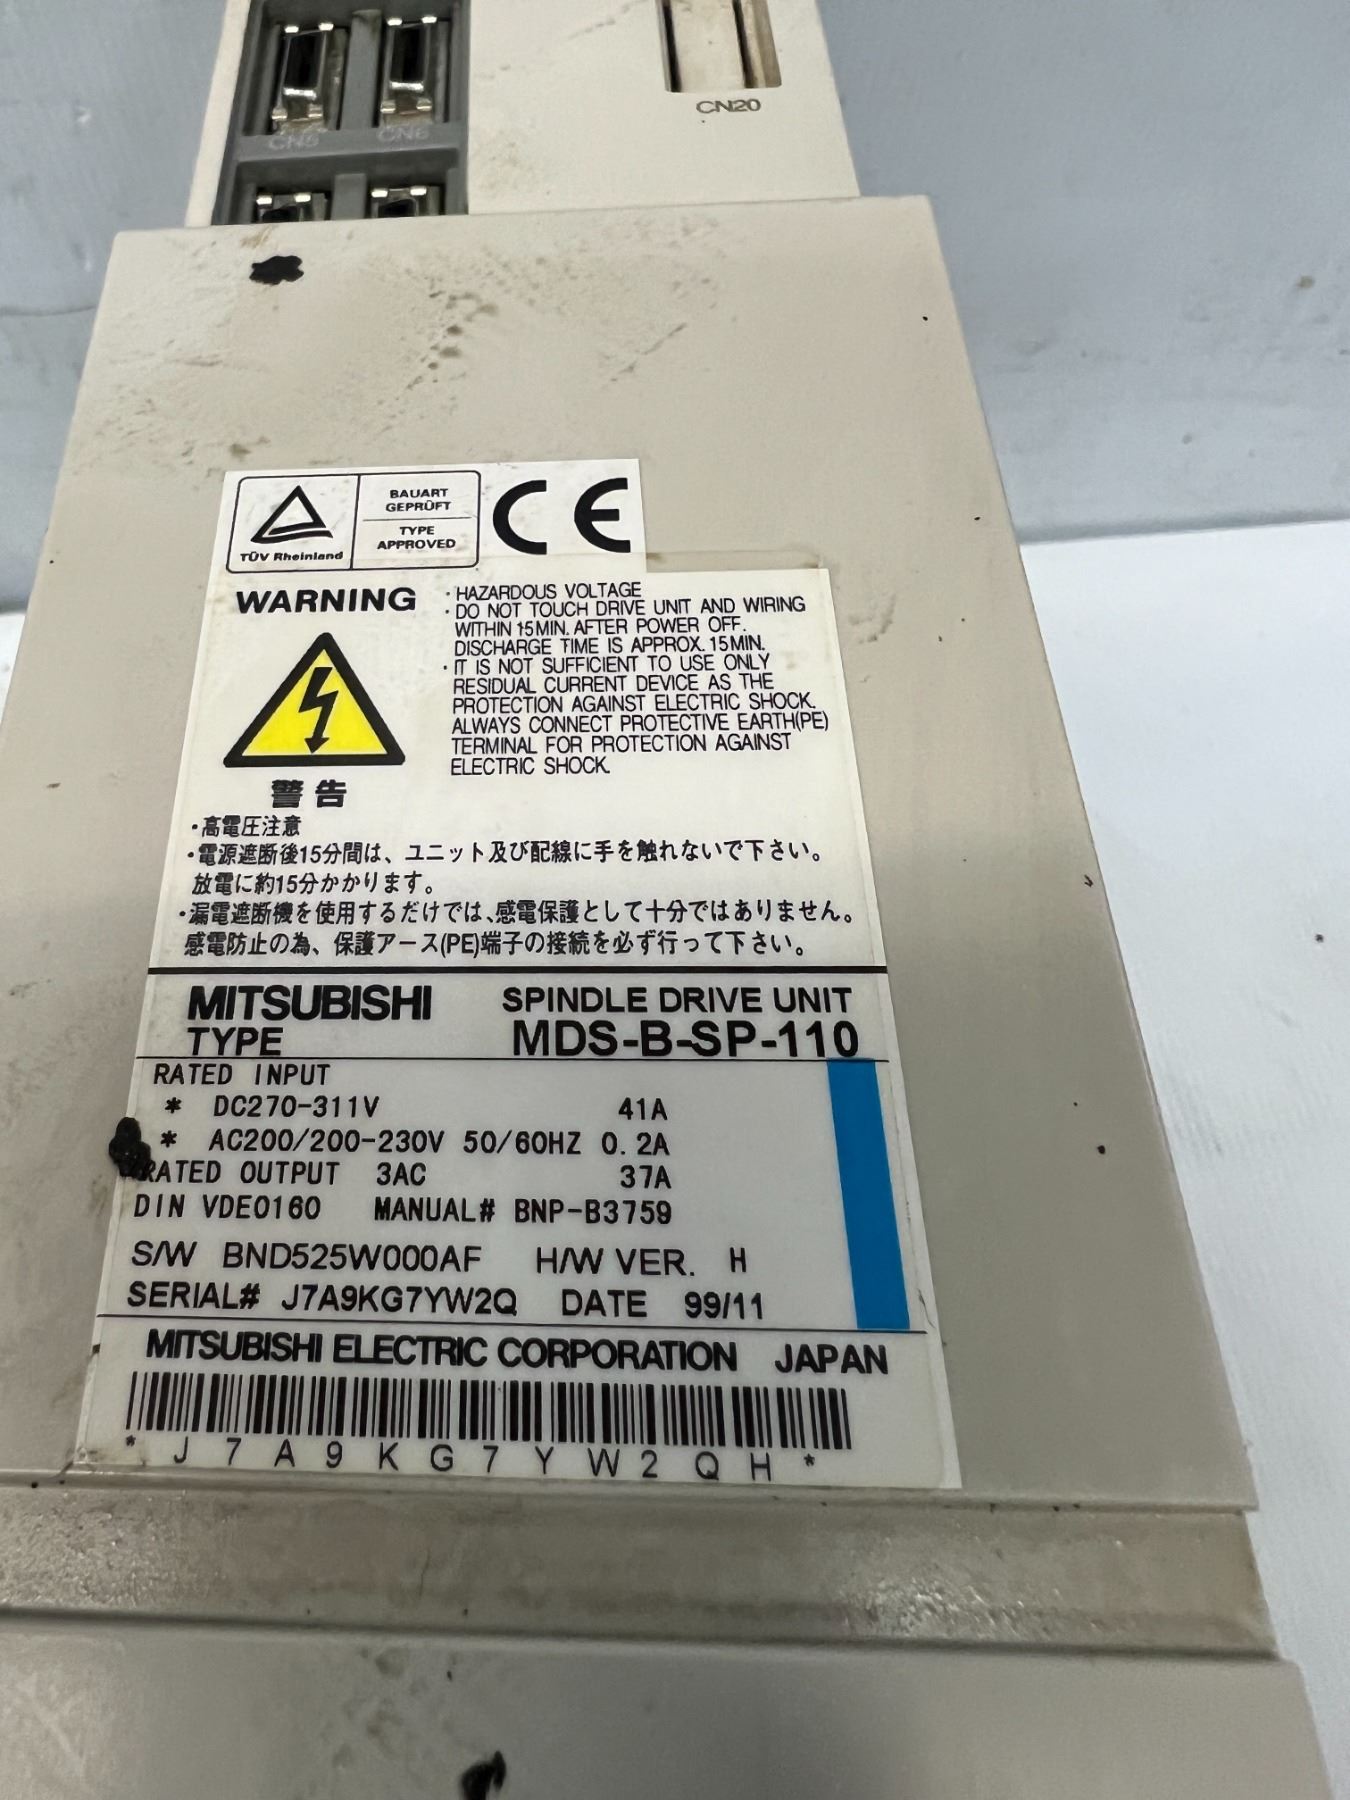 CN20
CN5 CN6
TÜV Rheinland
BAUART
GEPRÜFT
TYPE
APPROVED
CE
WARNING
・HAZARDOUS VOLTAGE
・DO NOT TOUCH DRIVE UNIT AND WIRING
WITHIN 15MIN. AFTER POWER OFF.
DISCHARGE TIME IS APPROX. 15MIN.
・IT IS NOT SUFFICIENT TO USE ONLY
RESIDUAL CURRENT DEVICE AS THE
PROTECTION AGAINST ELECTRIC SHOCK.
ALWAYS CONNECT PROTECTIVE EARTH(PE)
TERMINAL FOR PROTECTION AGAINST
ELECTRIC SHOCK.
警告
・高電圧注意
・電源遮断後15分間は、ユニット及び配線に手を触れないで下さい。
放電に約15分かかります。
・漏電遮断機を使用するだけでは、感電保護として十分ではありません。
感電防止の為、保護アース(PE)端子の接続を必ず行って下さい。
MITSUBISHI SPINDLE DRIVE UNIT
TYPE MDS-B-SP-110
RATED INPUT
* DC270-311V 41A
* AC200/200-230V 50/60HZ 0.2A
RATED OUTPUT 3AC 37A
DIN VDE0160 MANUAL# BNP-B3759
S/W BND525W000AF H/W VER. H
SERIAL# J7A9KG7YW2Q DATE 99/11
MITSUBISHI ELECTRIC CORPORATION JAPAN
*J7A9KG7YW2QH*